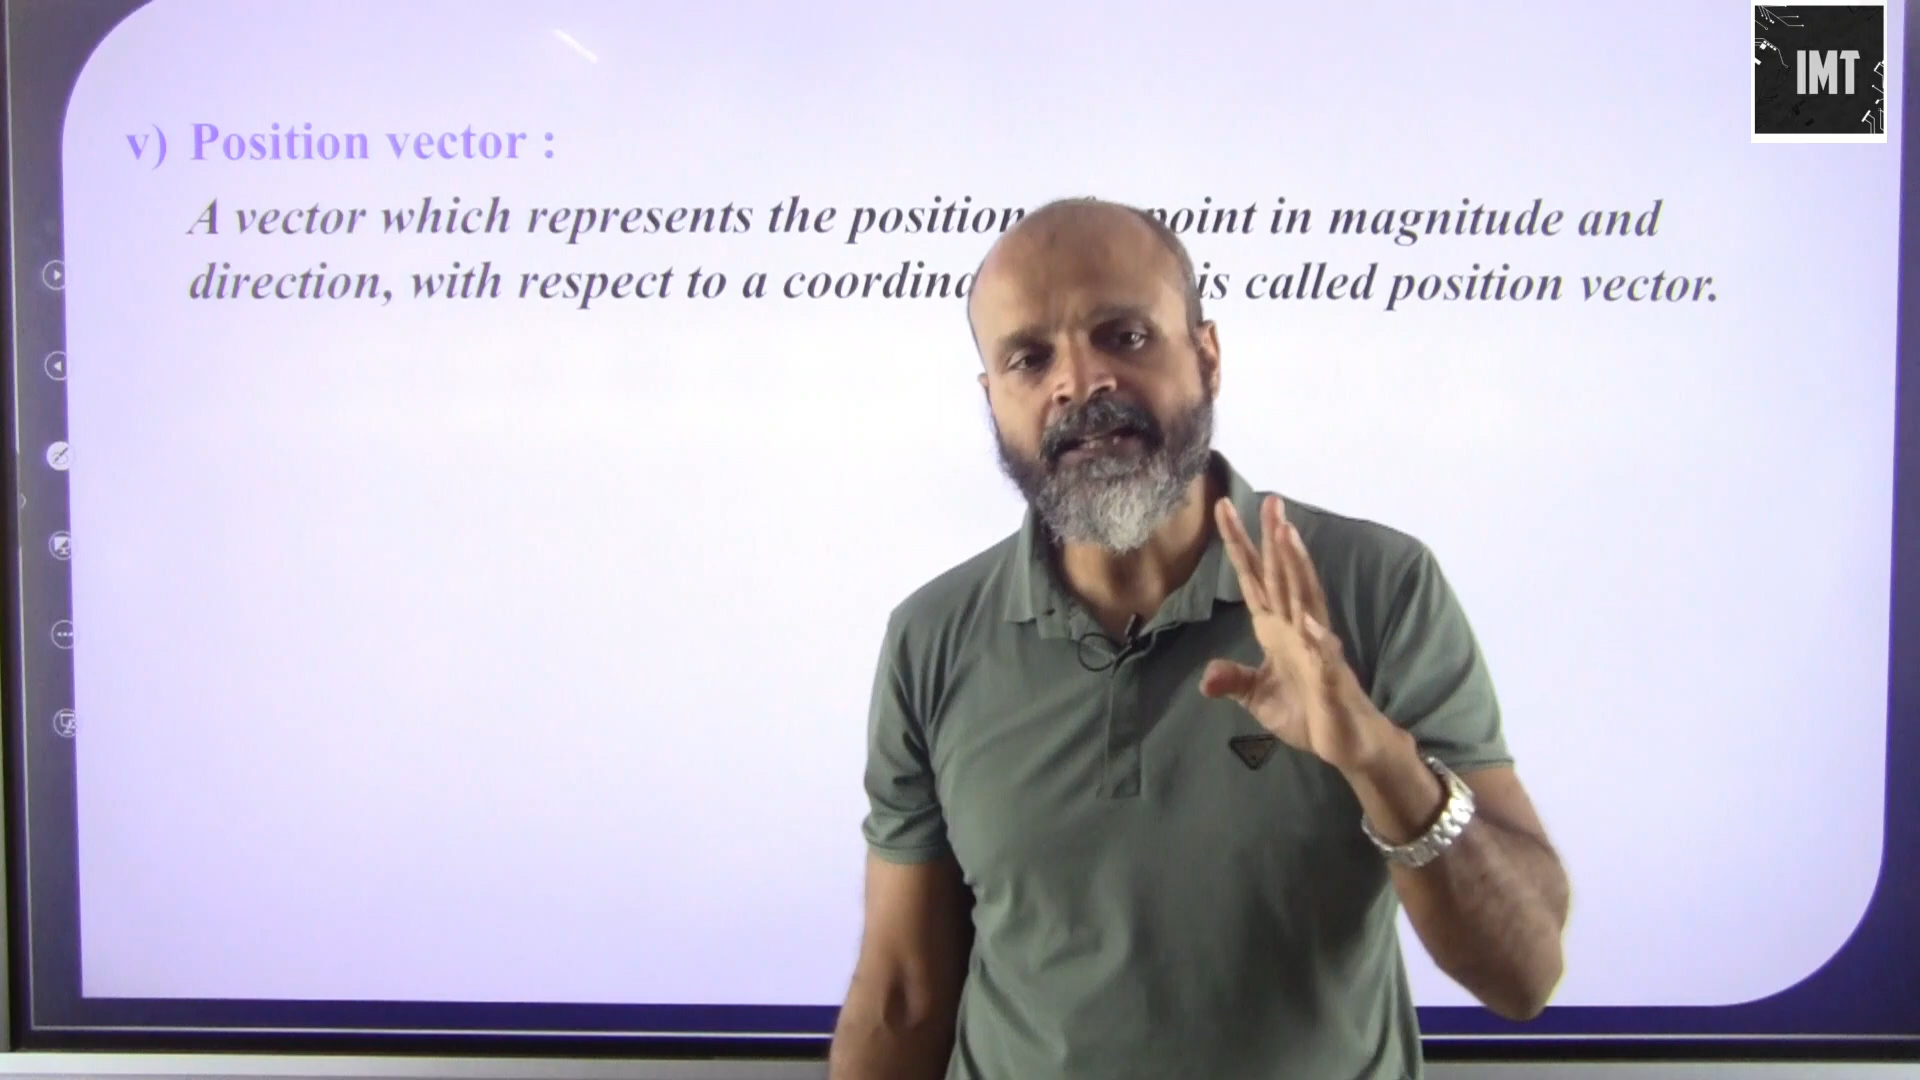 IMT
v) Position vector :
A vector which represents the position point in magnitude and
direction, with respect to a is called position vector.